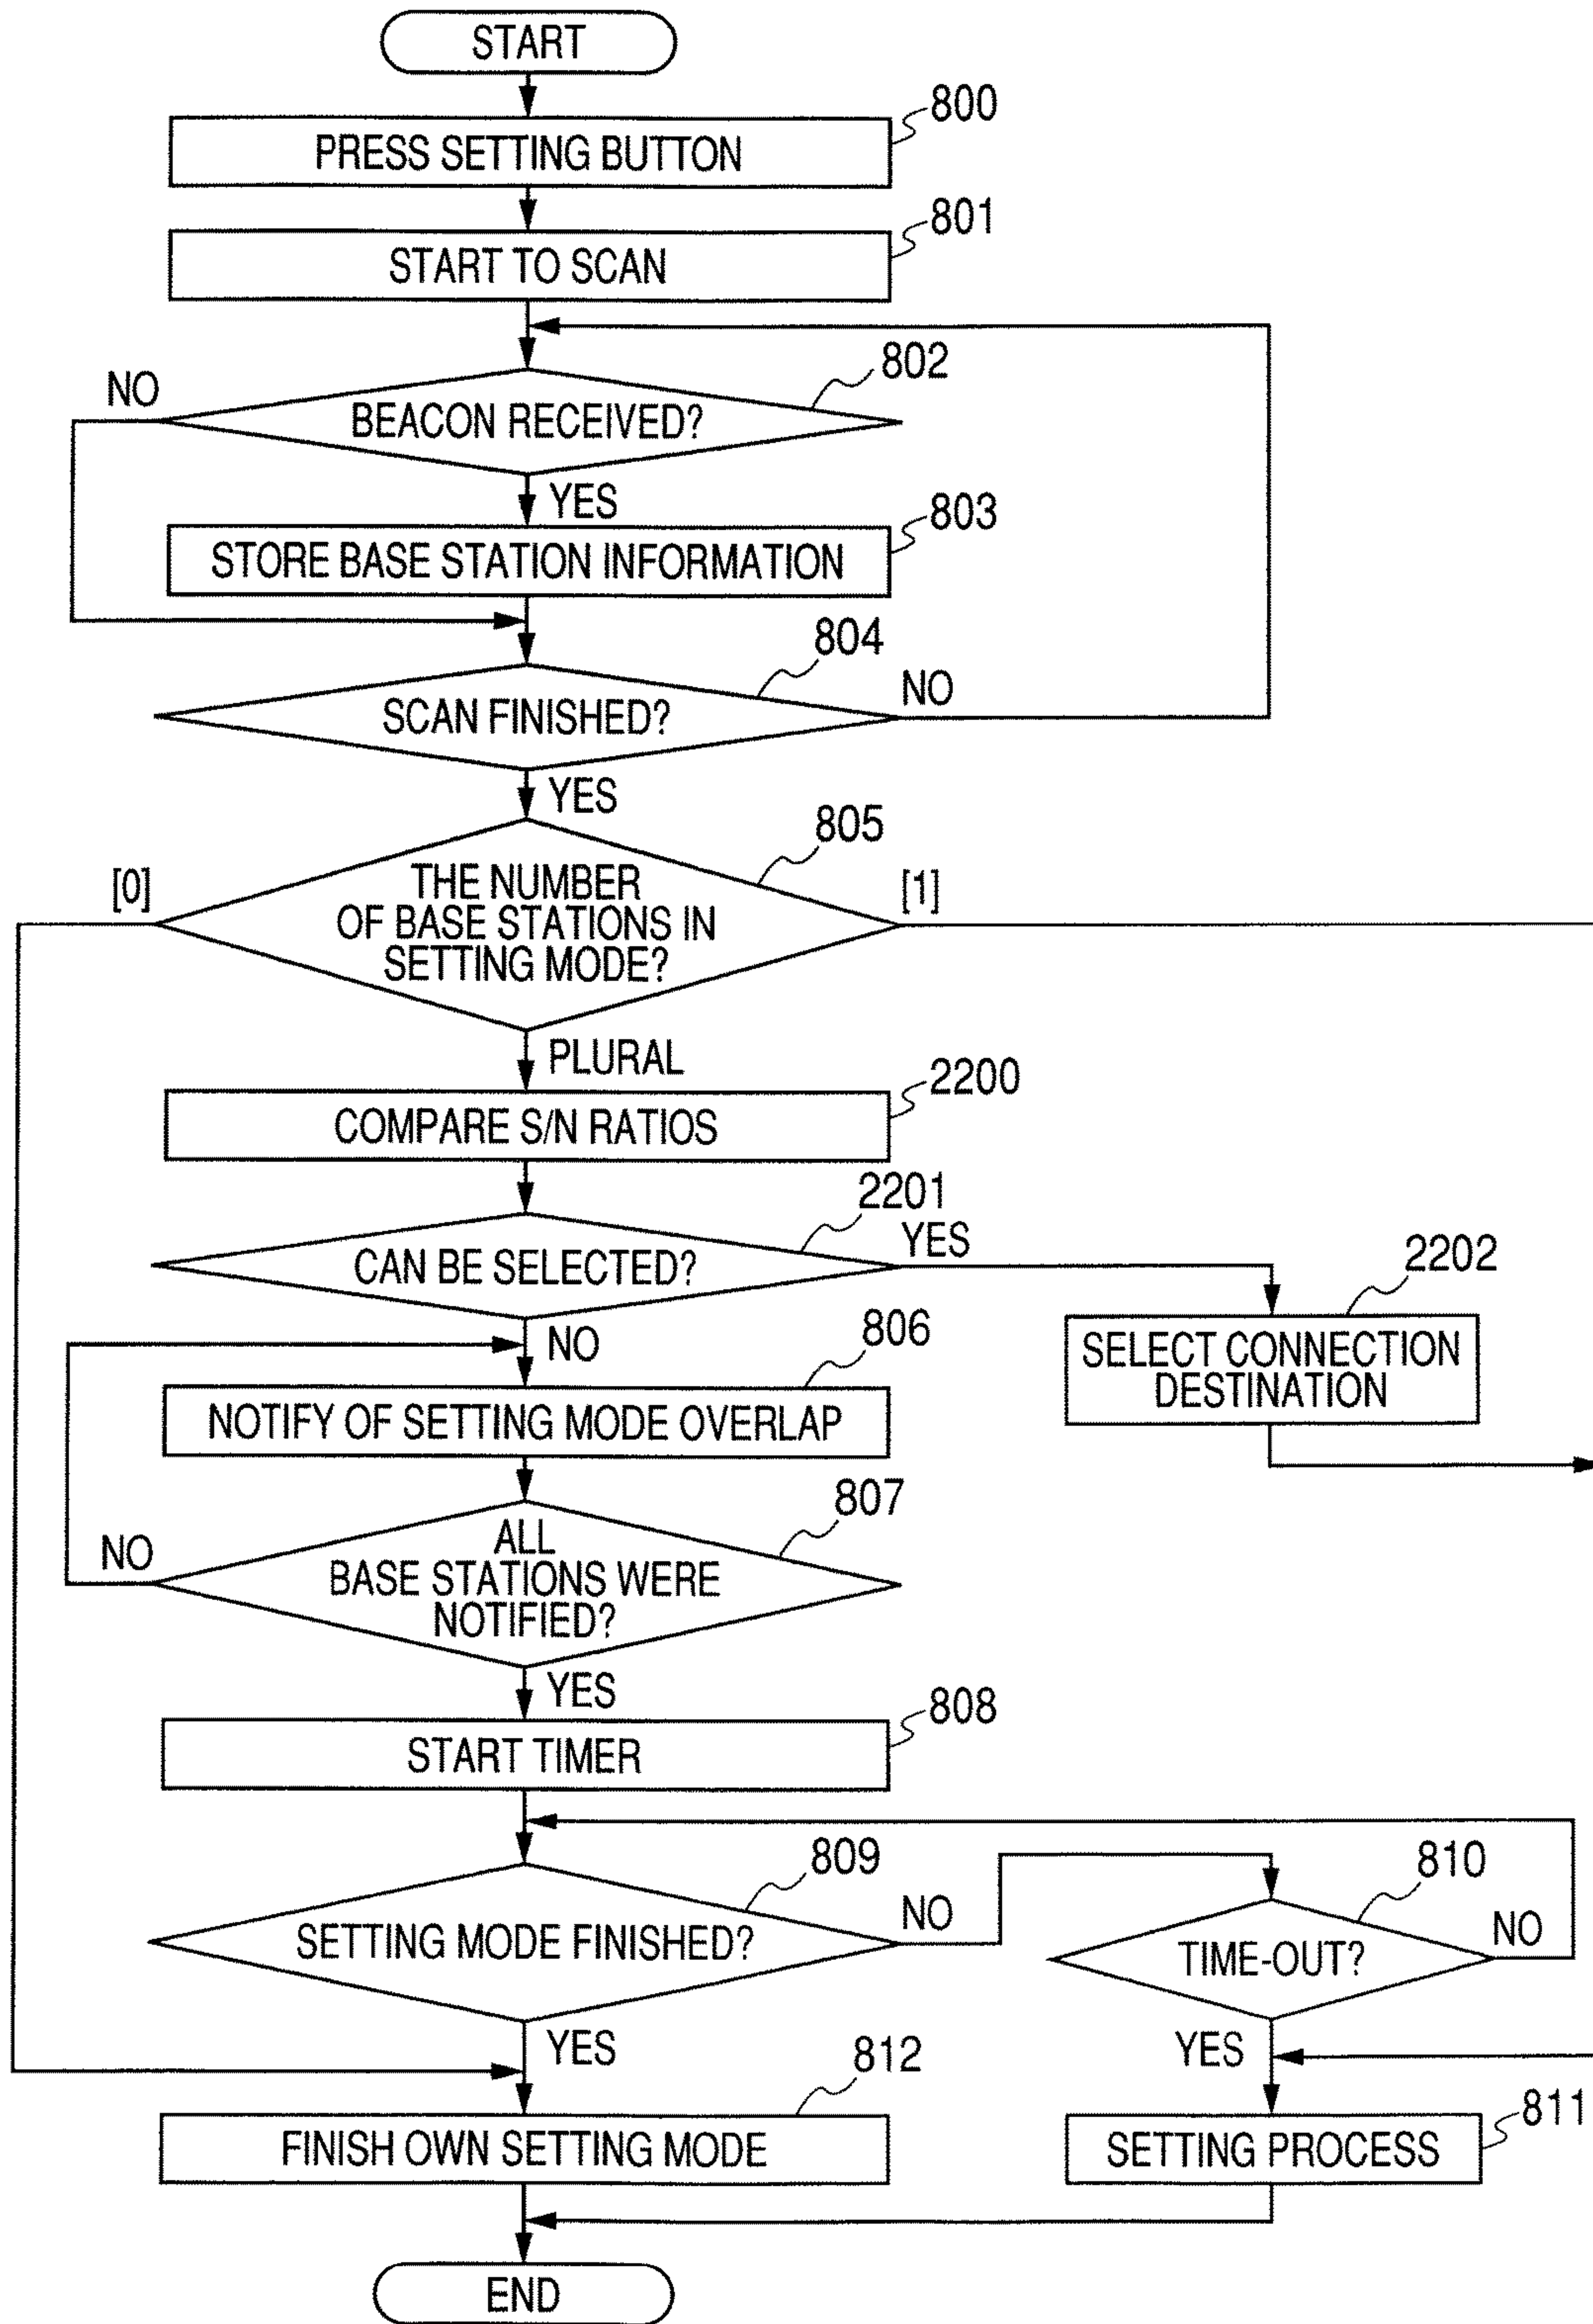 START
800
PRESS SETTING BUTTON
801
START TO SCAN
802
NO
BEACON RECEIVED?
YES
803
STORE BASE STATION INFORMATION
804
NO
SCAN FINISHED?
YES
805
[0]
[1]
THE NUMBER
OF BASE STATIONS IN
SETTING MODE?
PLURAL
2200
COMPARE S/N RATIOS
2201
YES
CAN BE SELECTED?
2202
SELECT CONNECTION
DESTINATION
NO
806
NOTIFY OF SETTING MODE OVERLAP
807
NO
ALL
BASE STATIONS WERE
NOTIFIED?
YES
808
START TIMER
809
NO
SETTING MODE FINISHED?
810
NO
TIME-OUT?
YES
YES
812
FINISH OWN SETTING MODE
811
SETTING PROCESS
END